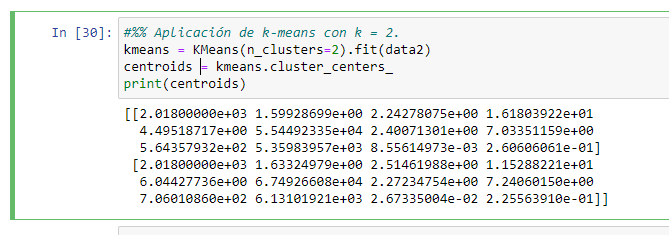 In [30]: #%% Aplicación de k-means con k = 2.
kmeans = KMeans(n_clusters=2).fit(data2)
centroids = kmeans.cluster_centers_
print(centroids)
[[2.01800000e+03 1.59928699e+00 2.24278075e+00 1.61803922e+01
4.49518717e+00 5.54492335e+04 2.40071301e+00 7.03351159e+00
5.64357932e+02 5.35983957e+03 8.55614973e-03 2.60606061e-01]
[2.01800000e+03 1.63324979e+00 2.51461988e+00 1.15288221e+01
6.04427736e+00 6.74926608e+04 2.27234754e+00 7.24060150e+00
7.06010860e+02 6.13101921e+03 2.67335004e-02 2.25563910e-01]]